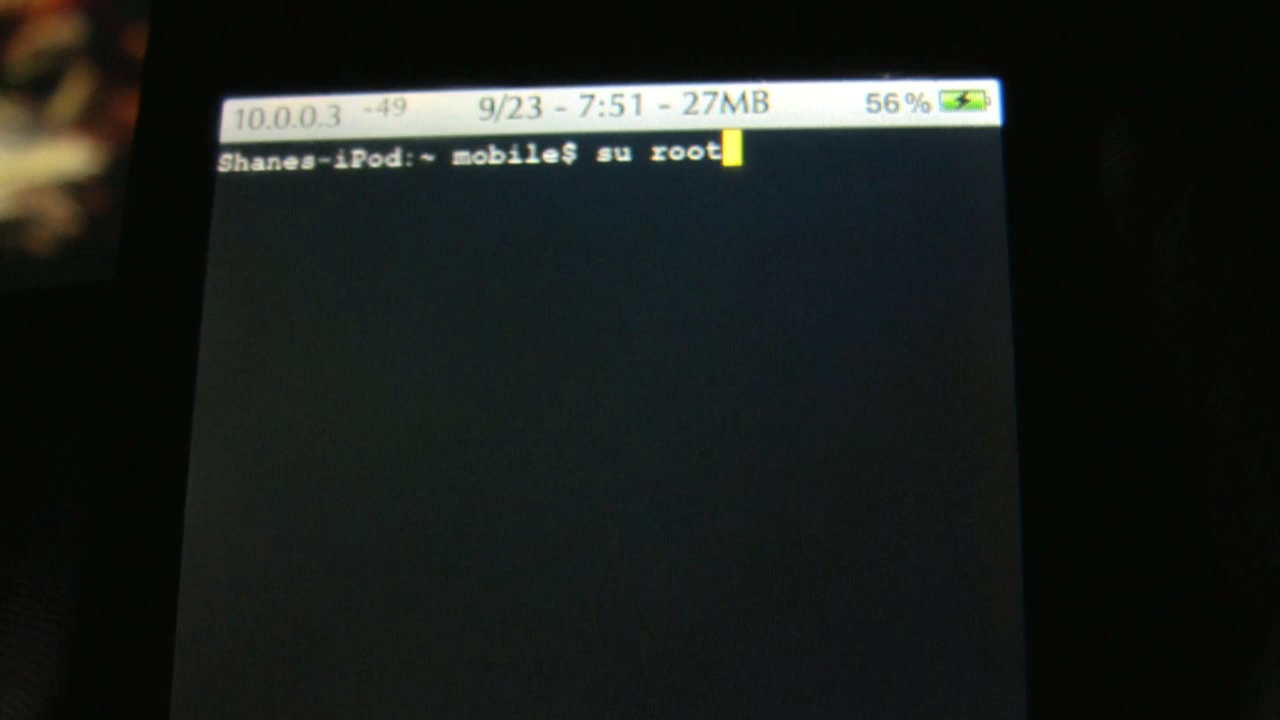 10.0.0.3 -49 9/23 - 7:51 - 27MB 56%
Shanes-iPod:~ mobile$ su root